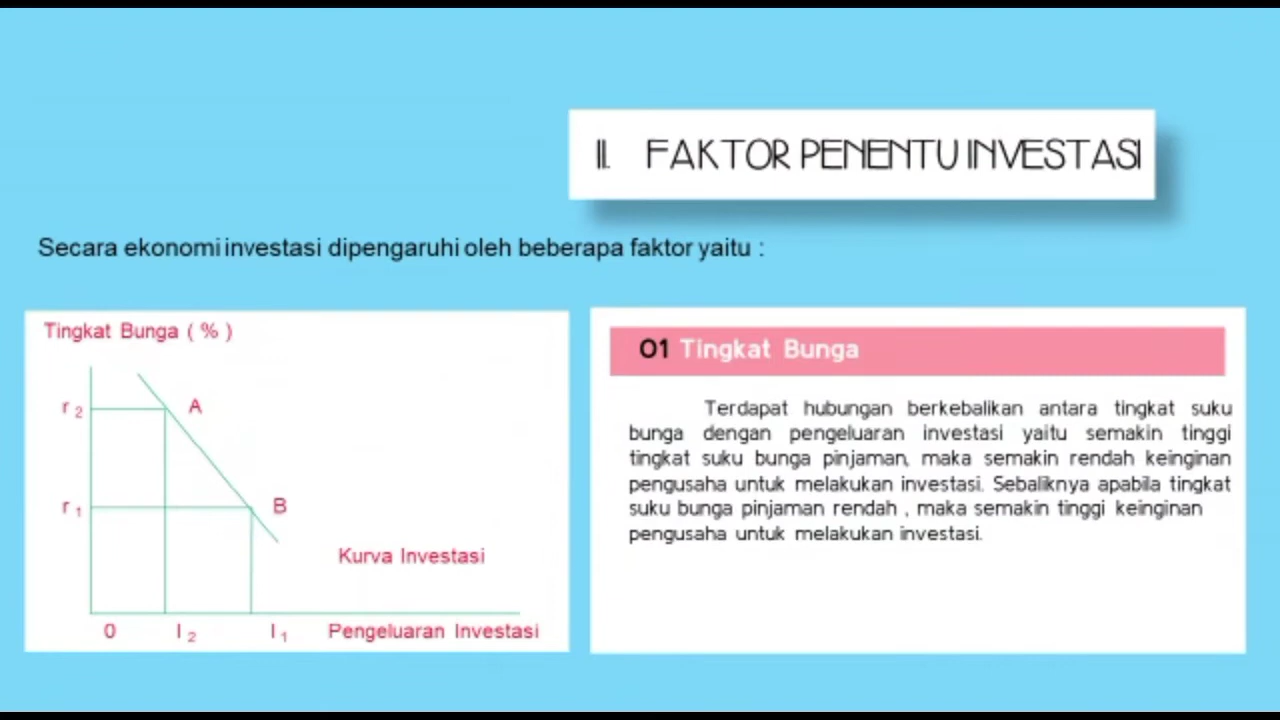 II. FAKTOR PENENTU INVESTASI
Secara ekonomi investasi dipengaruhi oleh beberapa faktor yaitu :
Tingkat Bunga ( % )
r 2
A
r 1
B
Kurva Investasi
0
I 2
I 1
Pengeluaran Investasi
01 Tingkat Bunga
Terdapat hubungan berkebalikan antara tingkat suku
bunga dengan pengeluaran investasi yaitu semakin tinggi
tingkat suku bunga pinjaman, maka semakin rendah keinginan
pengusaha untuk melakukan investasi. Sebaliknya apabila tingkat
suku bunga pinjaman rendah , maka semakin tinggi keinginan
pengusaha untuk melakukan investasi.